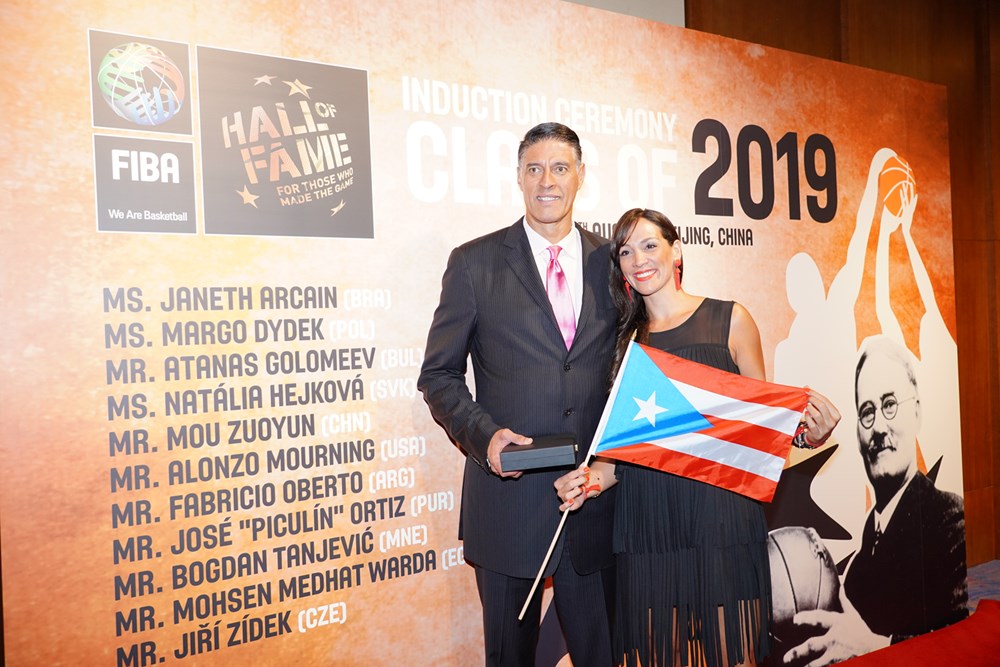 FIBA
We Are Basketball
HALL OF FAME
FOR THOSE WHO
MADE THE GAME
INDUCTION CEREMONY
CLASS OF 2019
CHINA
MS. JANETH ARCAIN (BRA)
MS. MARGO DYDEK (POL)
MR. ATANAS GOLOMEEV (BUL)
MS. NATÁLIA HEJKOVÁ (SVK)
MR. MOU ZUOYUN (CHN)
MR. ALONZO MOURNING (USA)
MR. FABRICIO OBERTO (ARG)
MR. JOSÉ "PICULÍN" ORTIZ (PUR)
MR. BOGDAN TANJEVIĆ (MNE)
MR. MOHSEN MEDHAT WARDA
MR. JIŘÍ ZÍDEK (CZE)